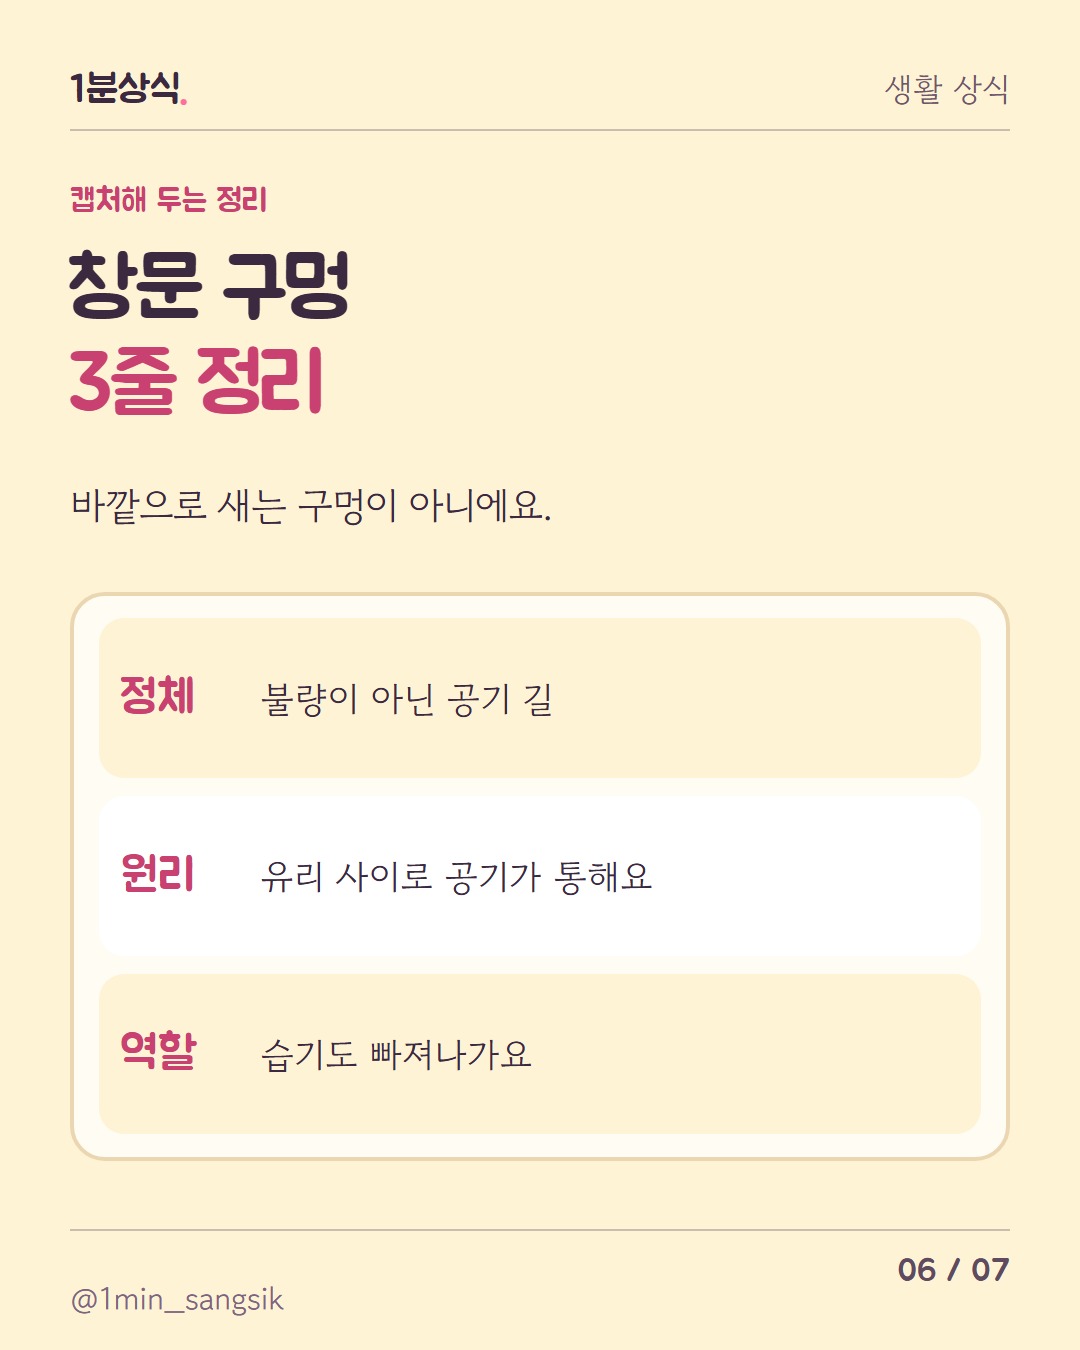 1분상식.
생활 상식
캡처해 두는 정리
창문 구멍
3줄 정리
바깥으로 새는 구멍이 아니에요.
정체 불량이 아닌 공기 길
원리 유리 사이로 공기가 통해요
역할 습기도 빠져나가요
06 / 07
@1min_sangsik